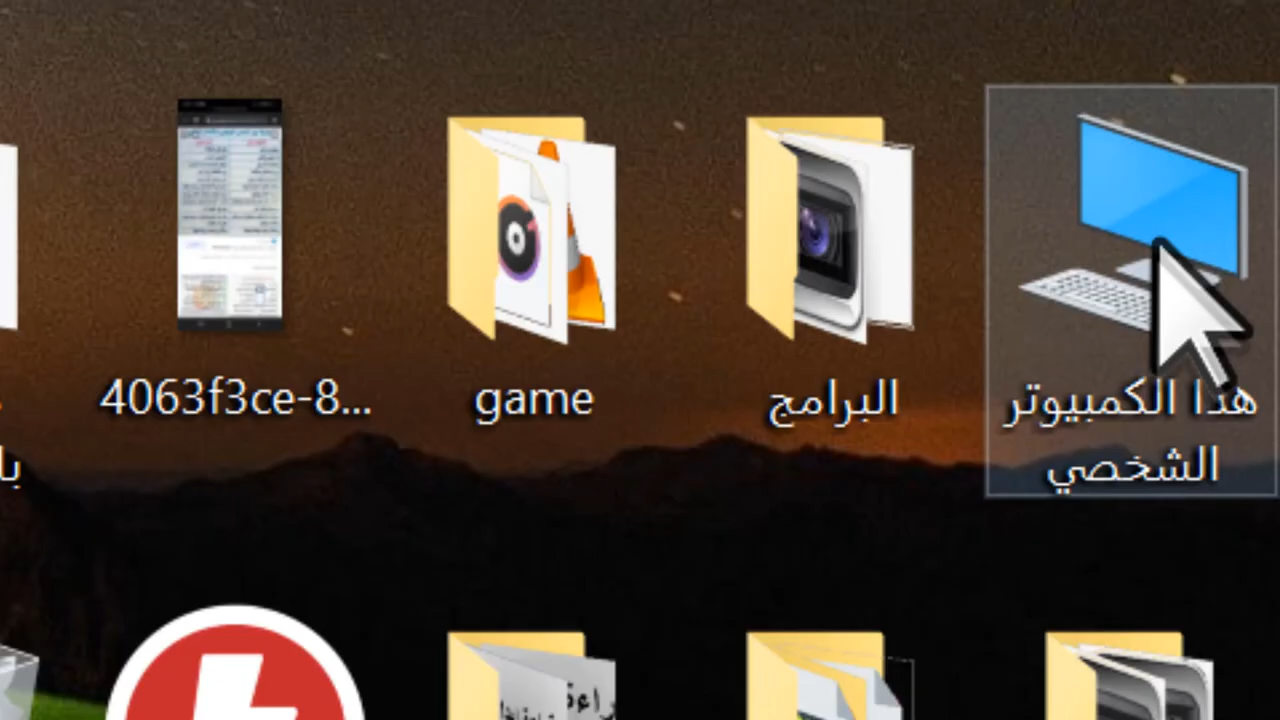 هذا الكمبيوتر
الشخصي
البرامج
game
4063f3ce-8...